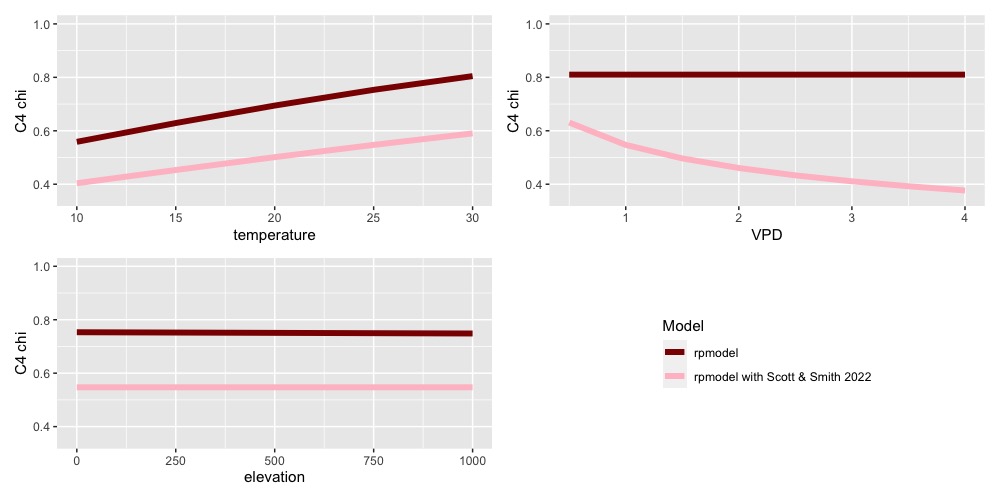 C4 chi
1.0
0.8
0.6
0.4
10 15 20 25 30
temperature
C4 chi
1.0
0.8
0.6
0.4
1 2 3 4
VPD
C4 chi
1.0
0.8
0.6
0.4
0 250 500 750 1000
elevation
Model
rpmodel
rpmodel with Scott & Smith 2022